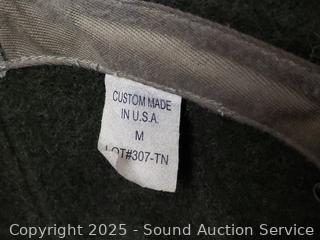 CUSTOM MADE
IN U.S.A.
M
LOT#307-TN
Copyright 2025 - Sound Auction Service